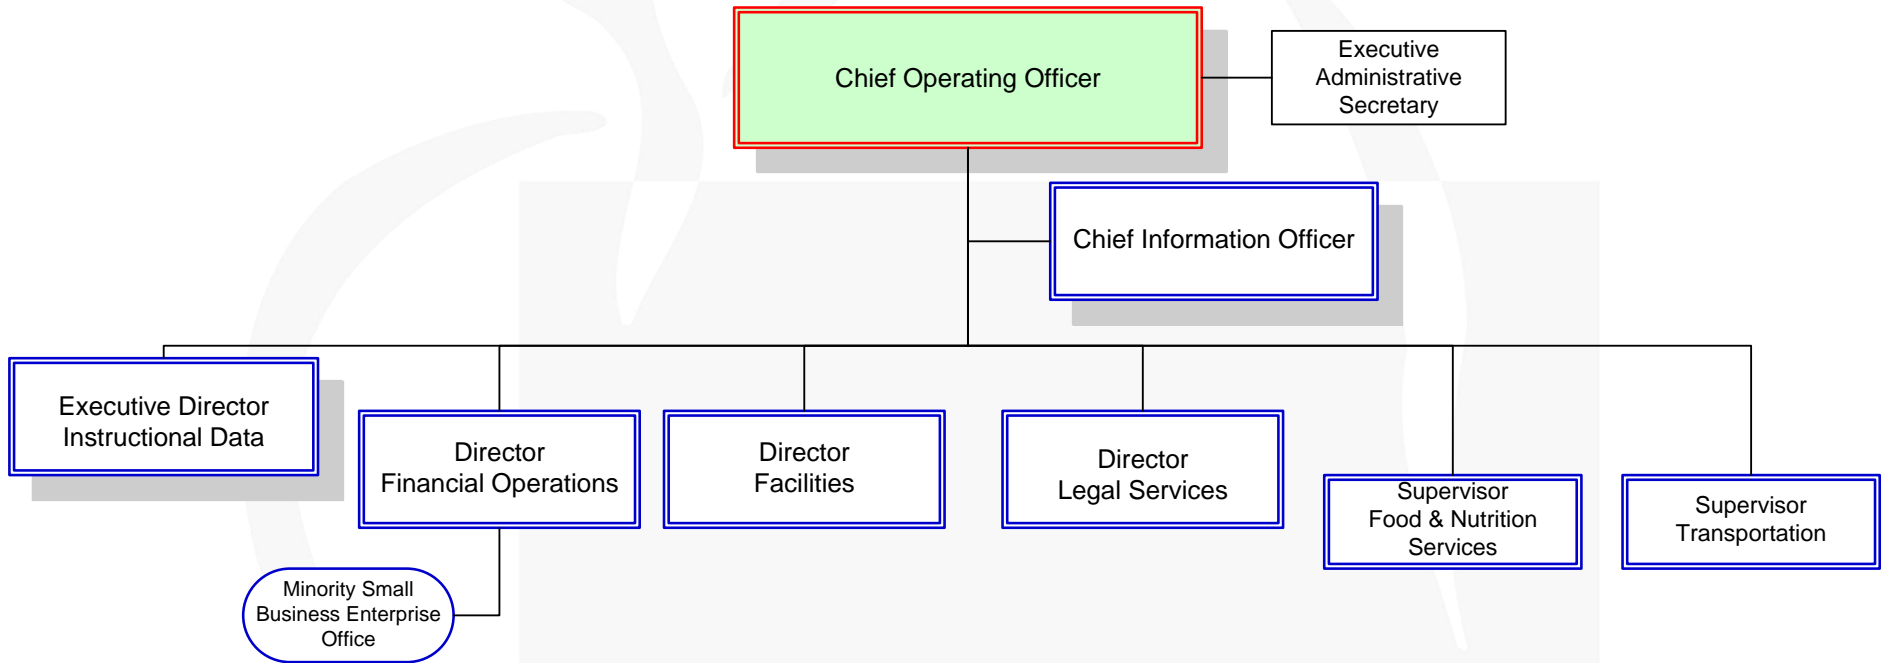 Chief Operating Officer
Executive
Administrative
Secretary
Chief Information Officer
Executive Director
Instructional Data
Director
Financial Operations
Director
Facilities
Director
Legal Services
Supervisor
Food & Nutrition
Services
Supervisor
Transportation
Minority Small
Business Enterprise
Office